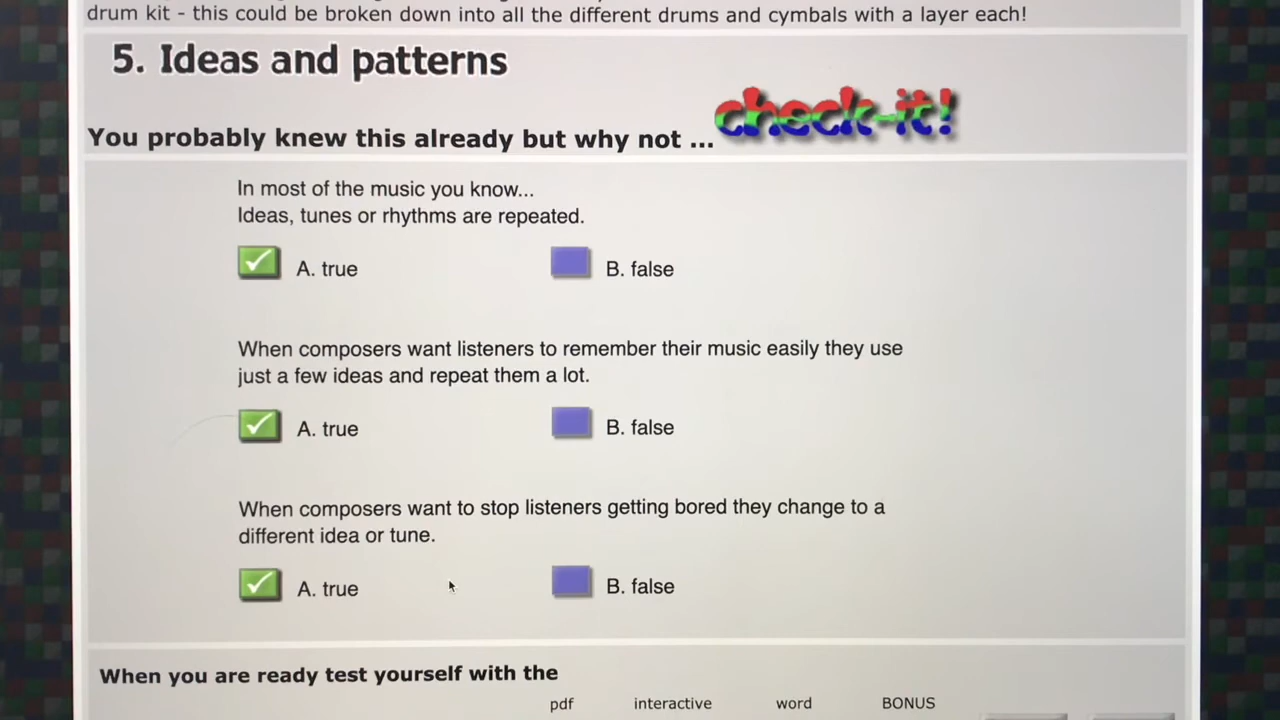 drum kit - this could be broken down into all the different drums and cymbals with a layer each!
5. Ideas and patterns
You probably knew this already but why not ... check-it!
In most of the music you know...
Ideas, tunes or rhythms are repeated.
A. true B. false
When composers want listeners to remember their music easily they use
just a few ideas and repeat them a lot.
A. true B. false
When composers want to stop listeners getting bored they change to a
different idea or tune.
A. true B. false
When you are ready test yourself with the
pdf interactive word BONUS